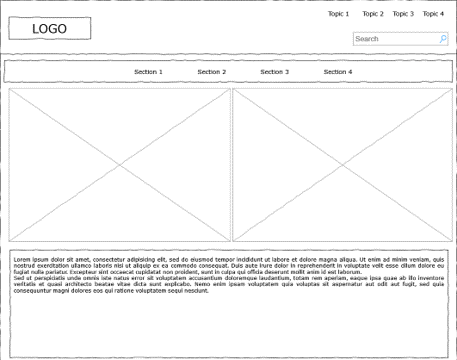 Topic 1 Topic 2 Topic 3 Topic 4
LOGO
Search
Section 1 Section 2 Section 3 Section 4
Lorem ipsum dolor sit amet, consectetur adipisicing elit, sed do eiusmod tempor incididunt ut labore et dolore magna aliqua. Ut enim ad minim veniam, quis
nostrud exercitation ullamco laboris nisi ut aliquip ex ea commodo consequat. Duis aute irure dolor in reprehenderit in voluptate velit esse cillum dolore eu
fugiat nulla pariatur. Excepteur sint occaecat cupidatat non proident, sunt in culpa qui officia deserunt mollit anim id est laborum.
Sed ut perspiciatis unde omnis iste natus error sit voluptatem accusantium doloremque laudantium, totam rem aperiam, eaque ipsa quae ab illo inventore
veritatis et quasi architecto beatae vitae dicta sunt explicabo. Nemo enim ipsam voluptatem quia voluptas sit aspernatur aut odit aut fugit, sed quia
consequuntur magni dolores eos qui ratione voluptatem sequi nesciunt.